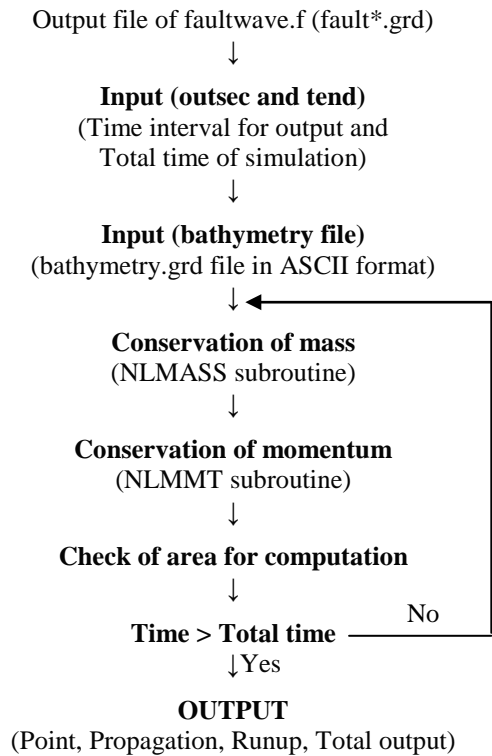 Output file of faultwave.f (fault*.grd)
↓
Input (outsec and tend)
(Time interval for output and
Total time of simulation)
↓
Input (bathymetry file)
(bathymetry.grd file in ASCII format)
↓
Conservation of mass
(NLMASS subroutine)
↓
Conservation of momentum
(NLMMT subroutine)
↓
Check of area for computation
↓
No
Time > Total time
↓Yes
OUTPUT
(Point, Propagation, Runup, Total output)